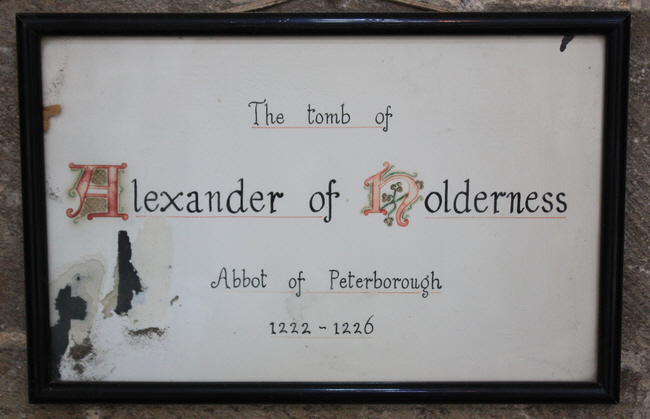 The tomb of
Alexander of Holderness
Abbot of Peterborough
1222 - 1226